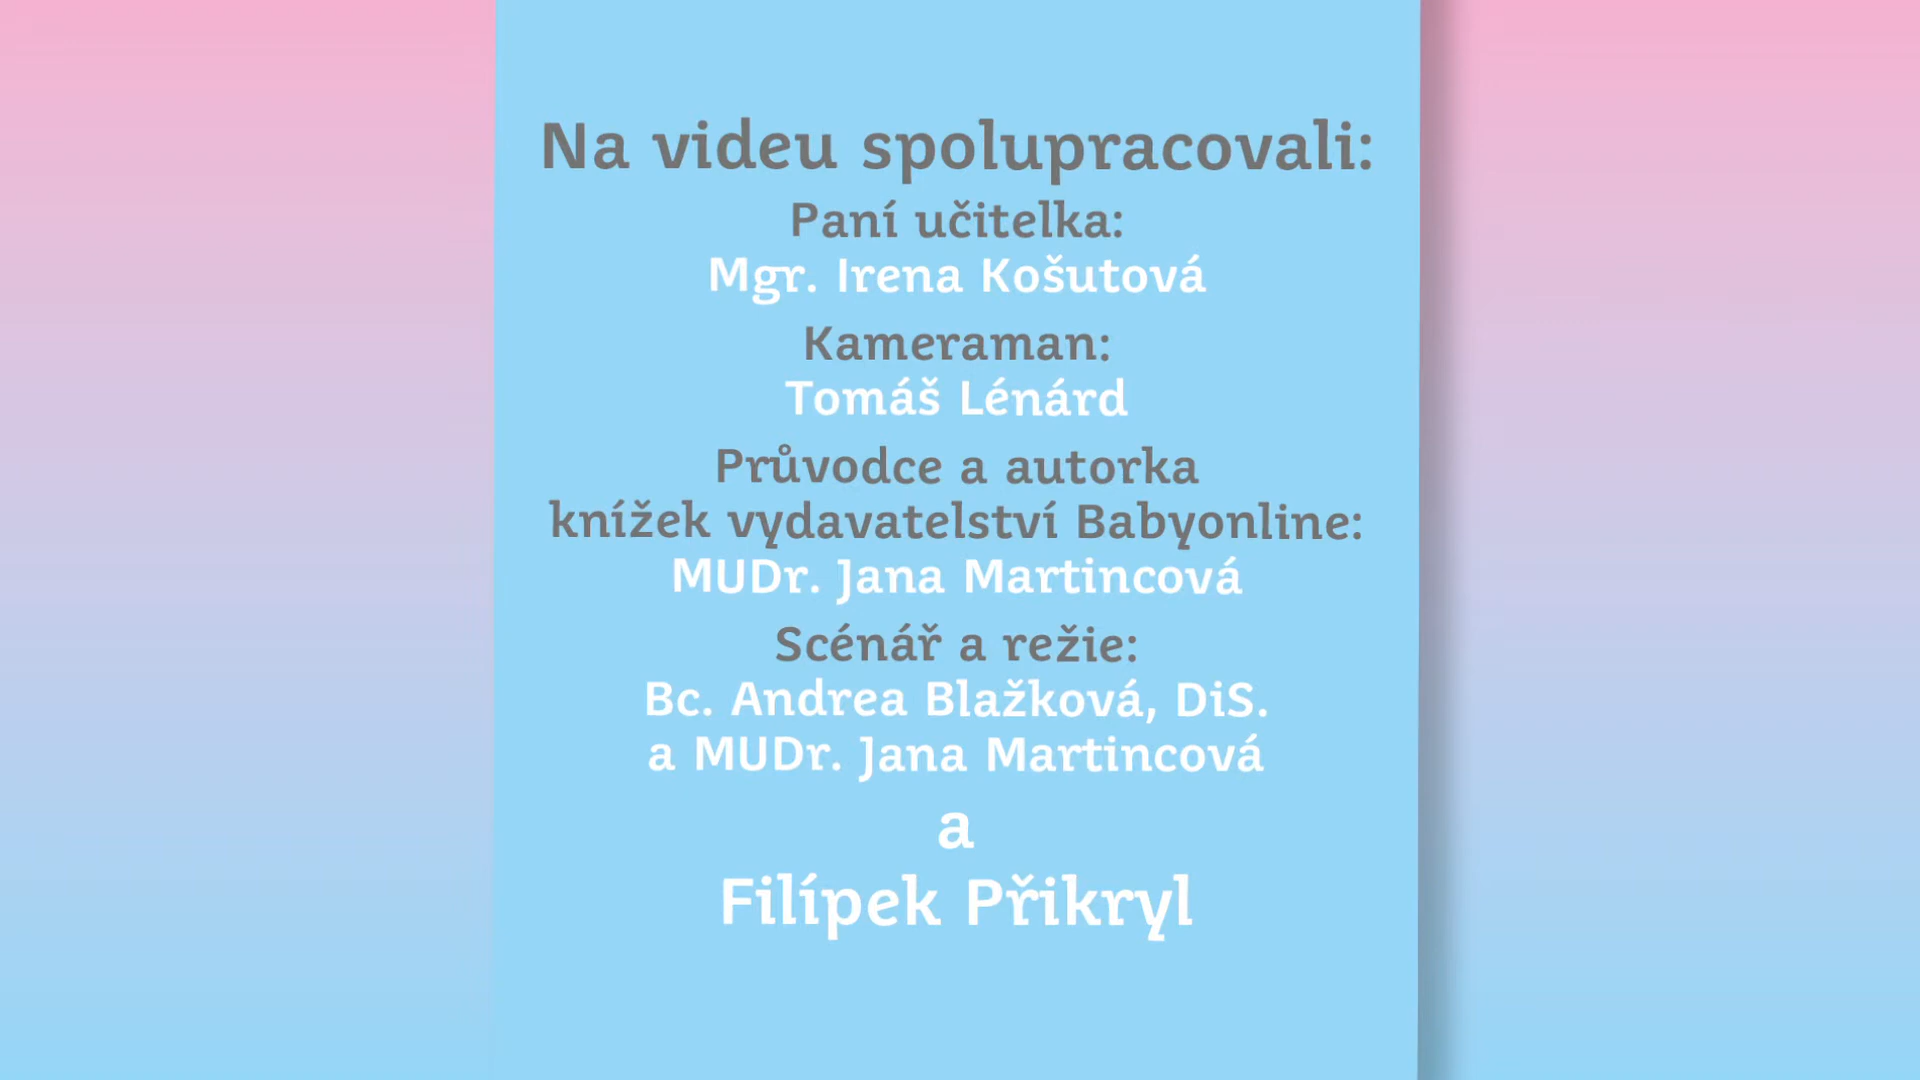 Na videu spolupracovali:
Paní učitelka:
Mgr. Irena Košutová
Kameraman:
Tomáš Lénárd
Průvodce a autorka
knížek vydavatelství Babyonline:
MUDr. Jana Martincová
Scénář a režie:
Bc. Andrea Blažková, DiS.
a MUDr. Jana Martincová
a
Filípek Přikryl